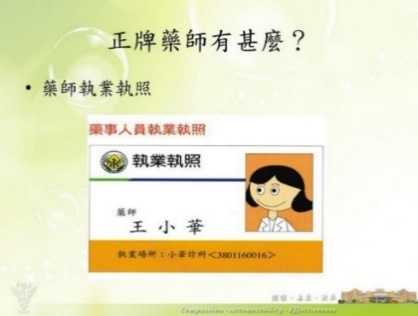 正牌藥師有甚麼？
• 藥師執業執照
藥事人員執業執照
執業執照
藥師
王小華
執業場所：小華診所<3801160016>